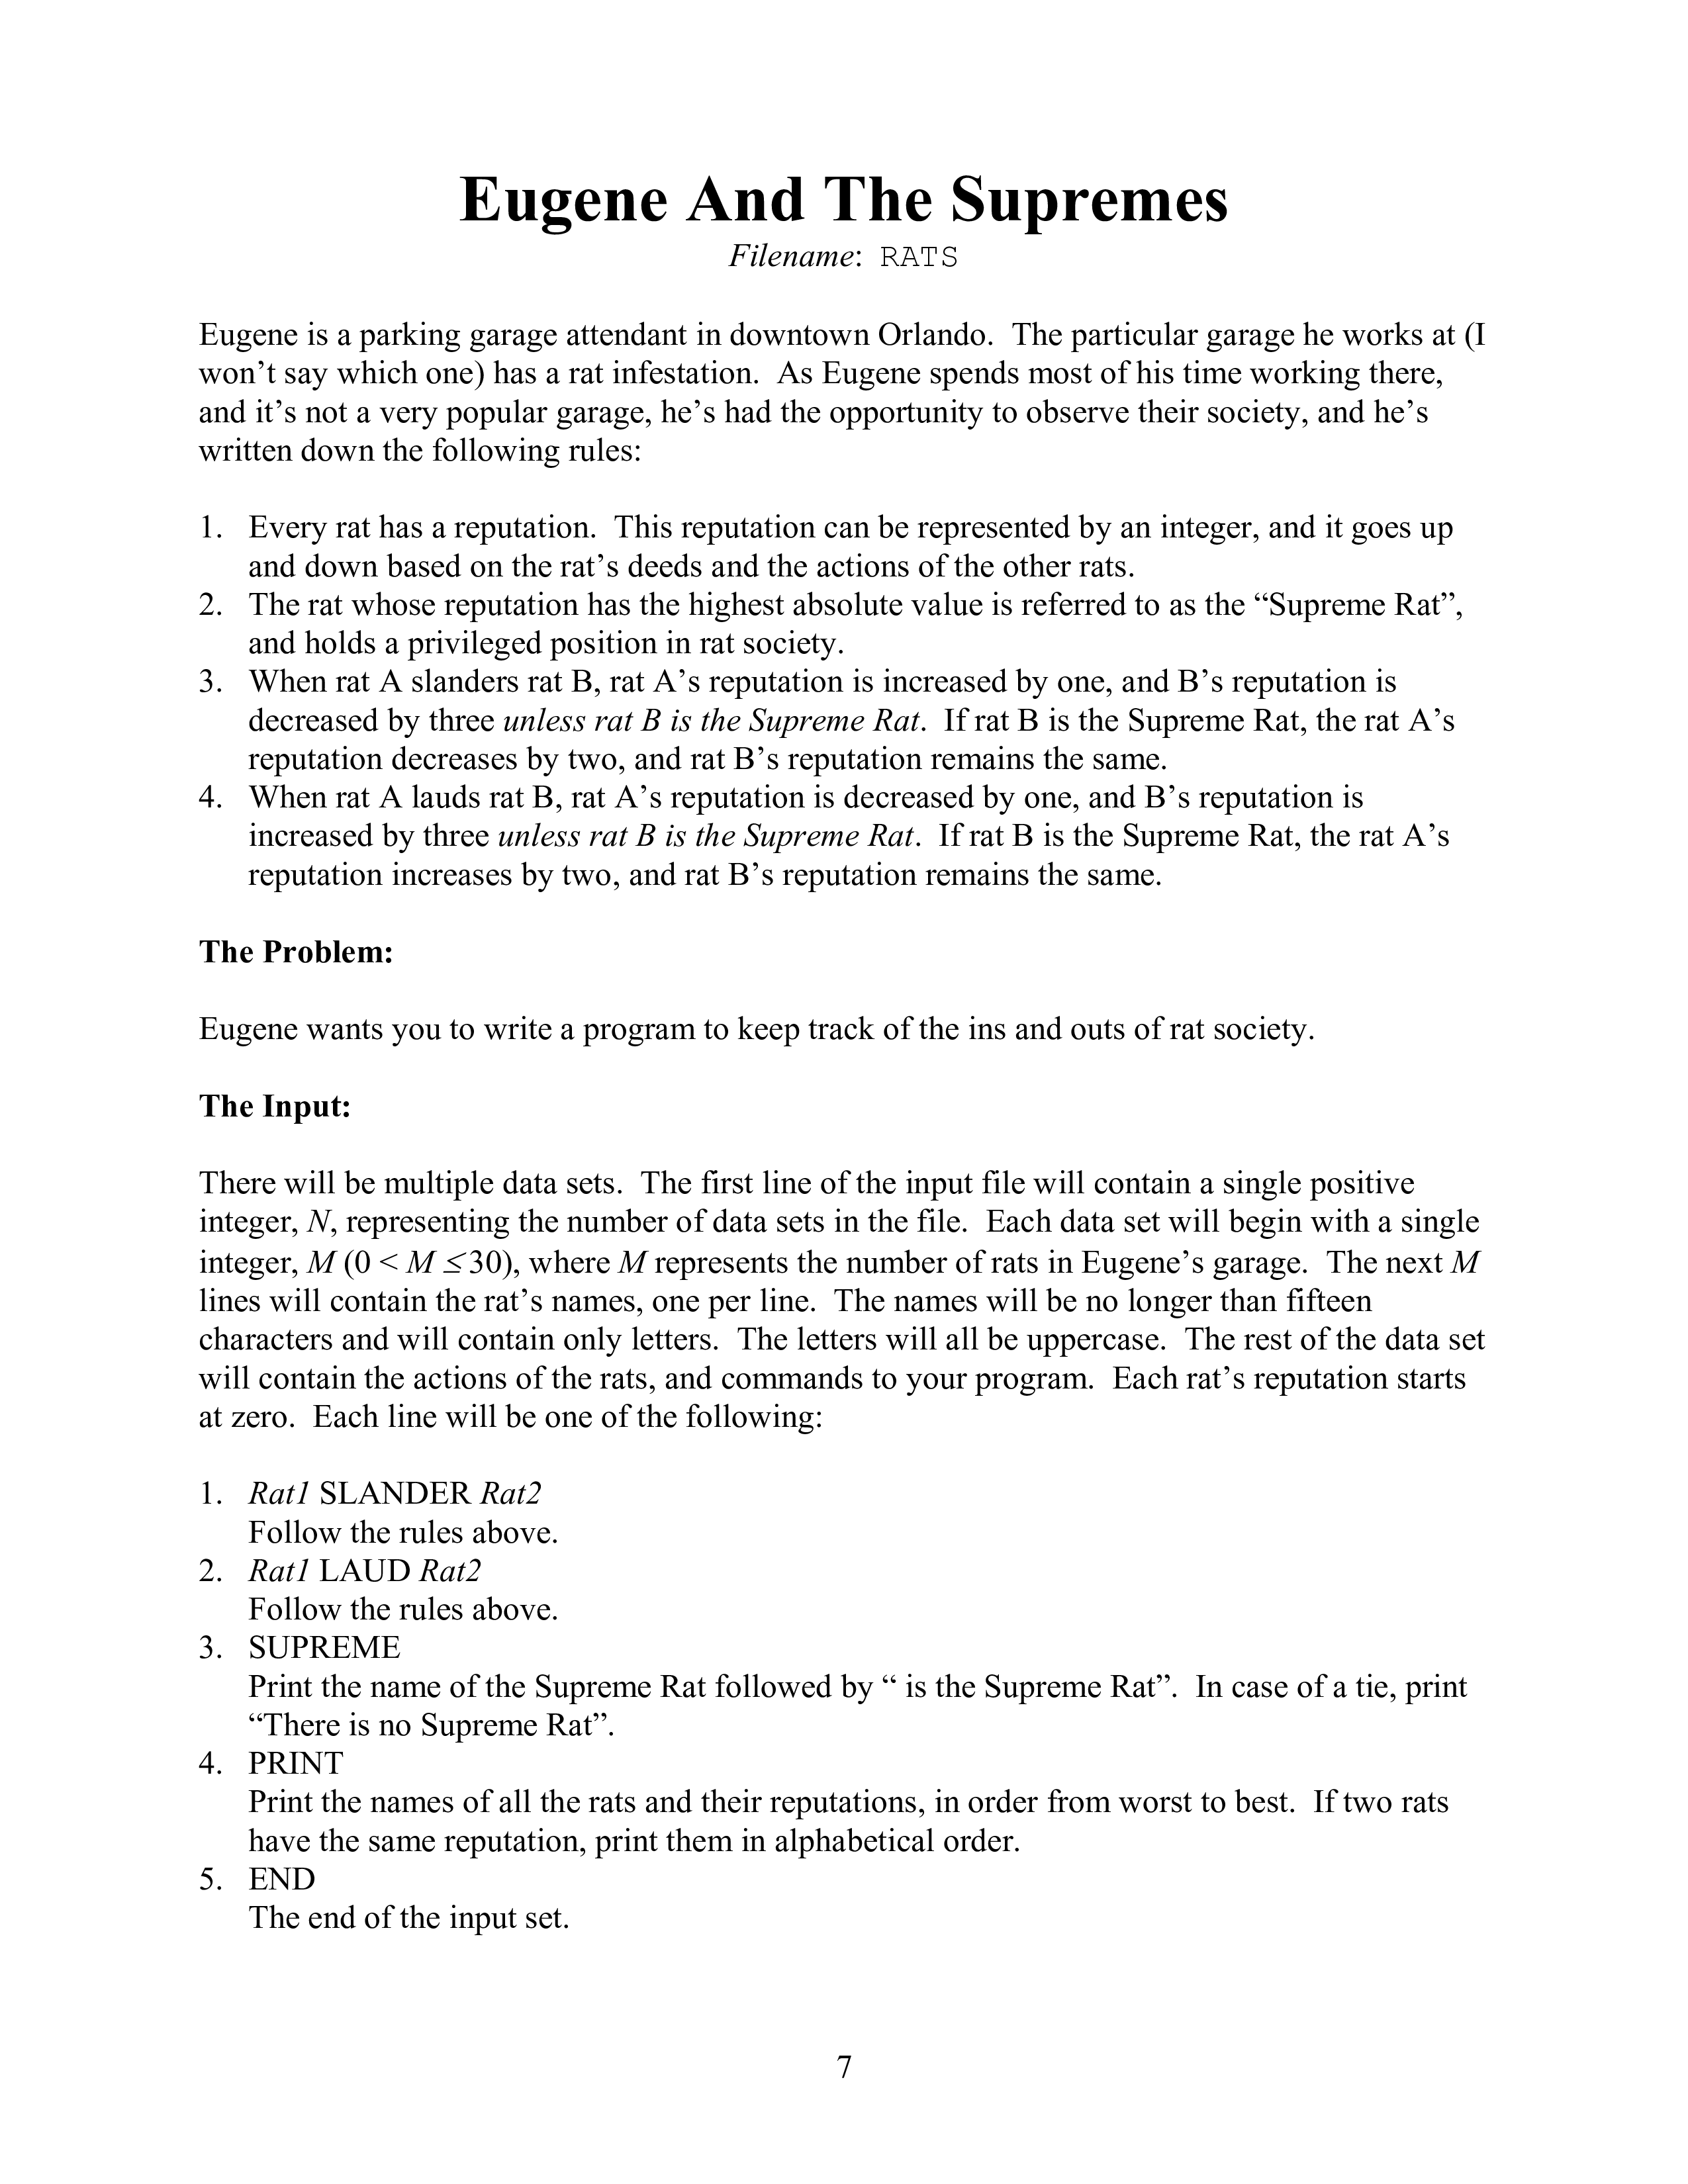 Eugene And The Supremes
Filename: RATS
Eugene is a parking garage attendant in downtown Orlando. The particular garage he works at (I
won’t say which one) has a rat infestation. As Eugene spends most of his time working there,
and it’s not a very popular garage, he’s had the opportunity to observe their society, and he’s
written down the following rules:
1. Every rat has a reputation. This reputation can be represented by an integer, and it goes up
and down based on the rat’s deeds and the actions of the other rats.
2. The rat whose reputation has the highest absolute value is referred to as the “Supreme Rat”,
and holds a privileged position in rat society.
3. When rat A slanders rat B, rat A’s reputation is increased by one, and B’s reputation is
decreased by three unless rat B is the Supreme Rat. If rat B is the Supreme Rat, the rat A’s
reputation decreases by two, and rat B’s reputation remains the same.
4. When rat A lauds rat B, rat A’s reputation is decreased by one, and B’s reputation is
increased by three unless rat B is the Supreme Rat. If rat B is the Supreme Rat, the rat A’s
reputation increases by two, and rat B’s reputation remains the same.
The Problem:
Eugene wants you to write a program to keep track of the ins and outs of rat society.
The Input:
There will be multiple data sets. The first line of the input file will contain a single positive
integer, N, representing the number of data sets in the file. Each data set will begin with a single
integer, M (0 < M ≤ 30), where M represents the number of rats in Eugene’s garage. The next M
lines will contain the rat’s names, one per line. The names will be no longer than fifteen
characters and will contain only letters. The letters will all be uppercase. The rest of the data set
will contain the actions of the rats, and commands to your program. Each rat’s reputation starts
at zero. Each line will be one of the following:
1. Rat1 SLANDER Rat2
Follow the rules above.
2. Rat1 LAUD Rat2
Follow the rules above.
3. SUPREME
Print the name of the Supreme Rat followed by “ is the Supreme Rat”. In case of a tie, print
“There is no Supreme Rat”.
4. PRINT
Print the names of all the rats and their reputations, in order from worst to best. If two rats
have the same reputation, print them in alphabetical order.
5. END
The end of the input set.
7